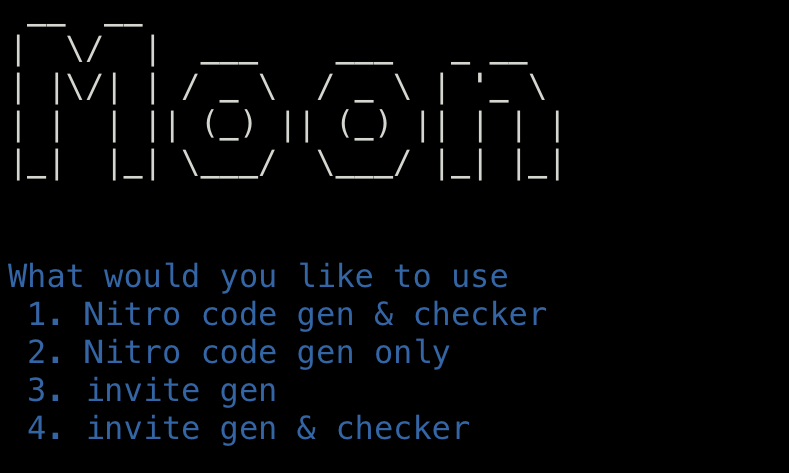 Moon
What would you like to use
1. Nitro code gen & checker
2. Nitro code gen only
3. invite gen
4. invite gen & checker